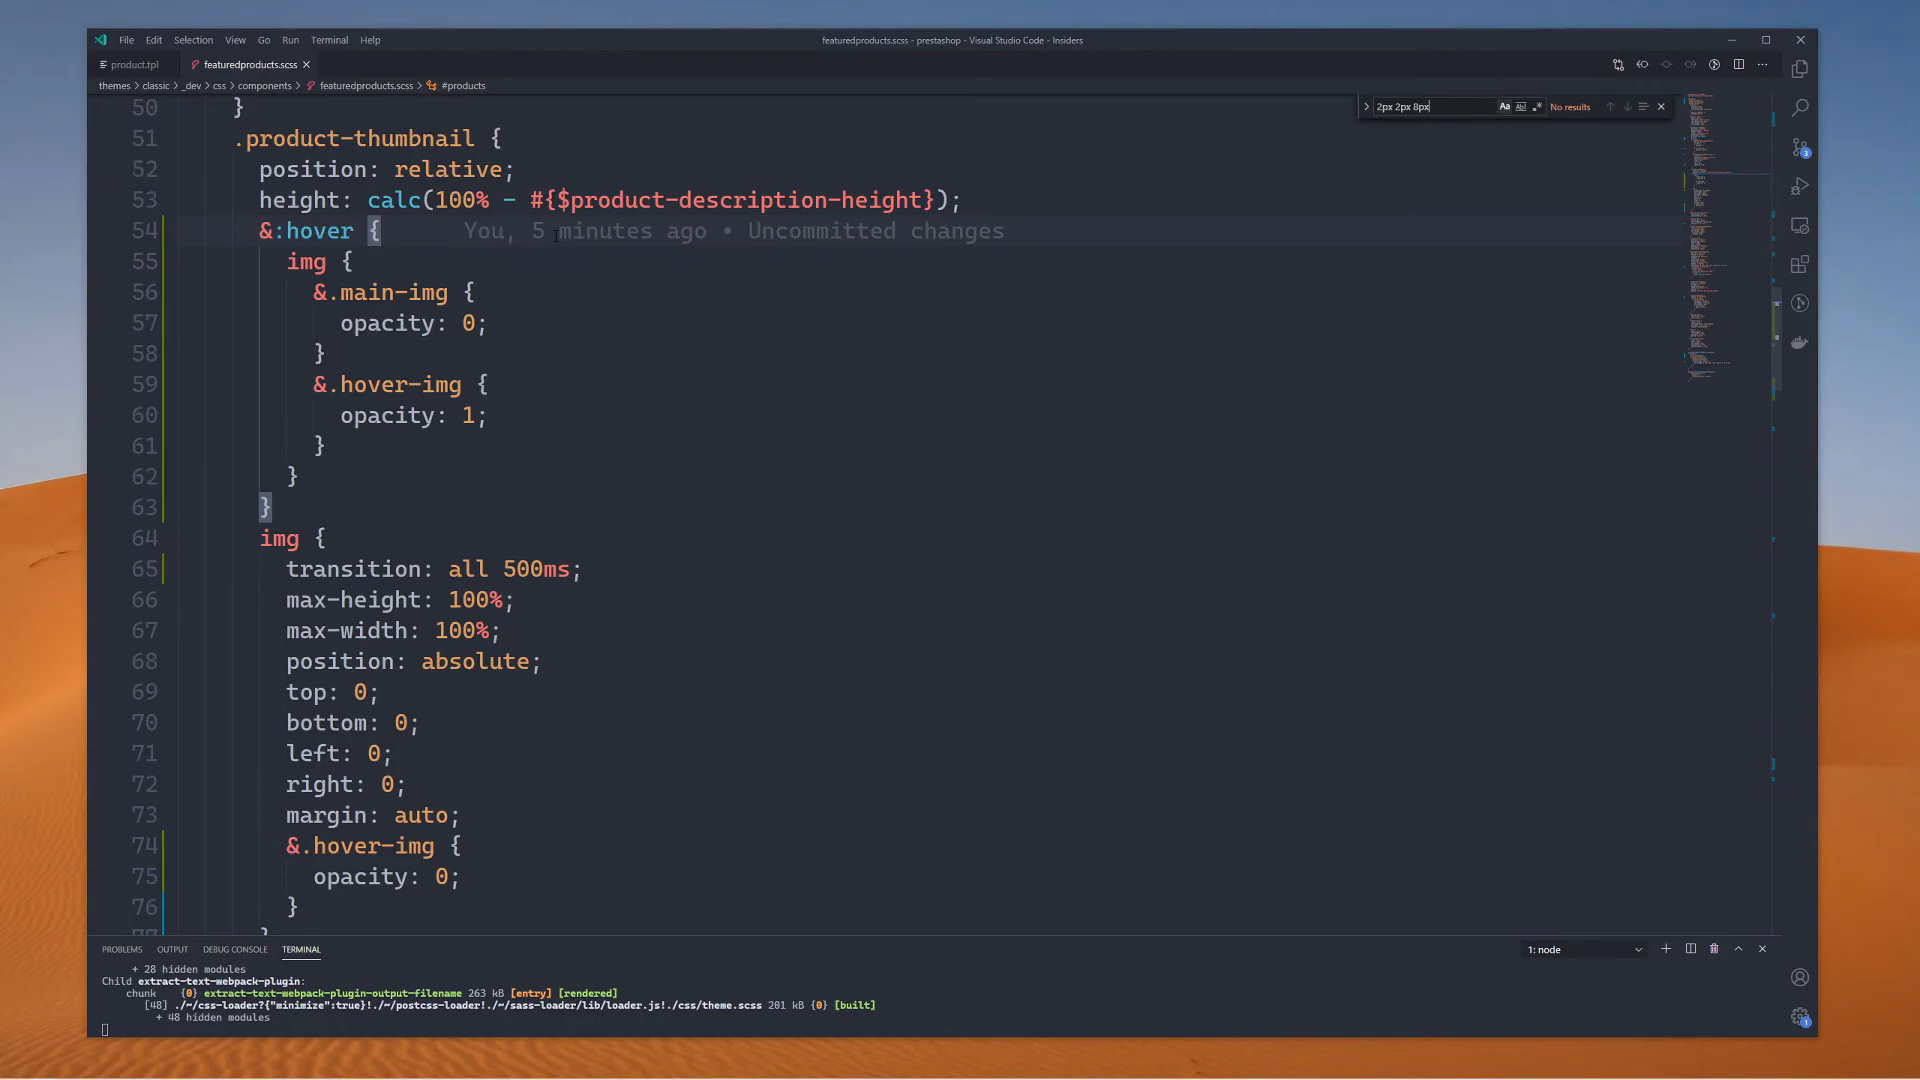 File Edit Selection View Go Run Terminal Help
featuredproducts.scss - prestashop - Visual Studio Code - Insiders
product.tpl featuredproducts.scss
themes > classic > _dev > css > components > featuredproducts.scss > #products
2px 2px 8px Aa Abl .* No results
50 }
51 .product-thumbnail {
52 position: relative;
53 height: calc(100% - #{$product-description-height});
54 &:hover { You, 5 minutes ago • Uncommitted changes
55 img {
56 &.main-img {
57 opacity: 0;
58 }
59 &.hover-img {
60 opacity: 1;
61 }
62 }
63 }
64 img {
65 transition: all 500ms;
66 max-height: 100%;
67 max-width: 100%;
68 position: absolute;
69 top: 0;
70 bottom: 0;
71 left: 0;
72 right: 0;
73 margin: auto;
74 &.hover-img {
75 opacity: 0;
76 }
77 }
PROBLEMS OUTPUT DEBUG CONSOLE TERMINAL 1: node
+ 28 hidden modules
Child extract-text-webpack-plugin:
chunk {0} extract-text-webpack-plugin-output-filename 263 kB [entry] [rendered]
[48] ./~/css-loader?{"minimize":true}!./~/postcss-loader!./~/sass-loader/lib/loader.js!./css/theme.scss 201 kB {0} [built]
+ 48 hidden modules
3
1